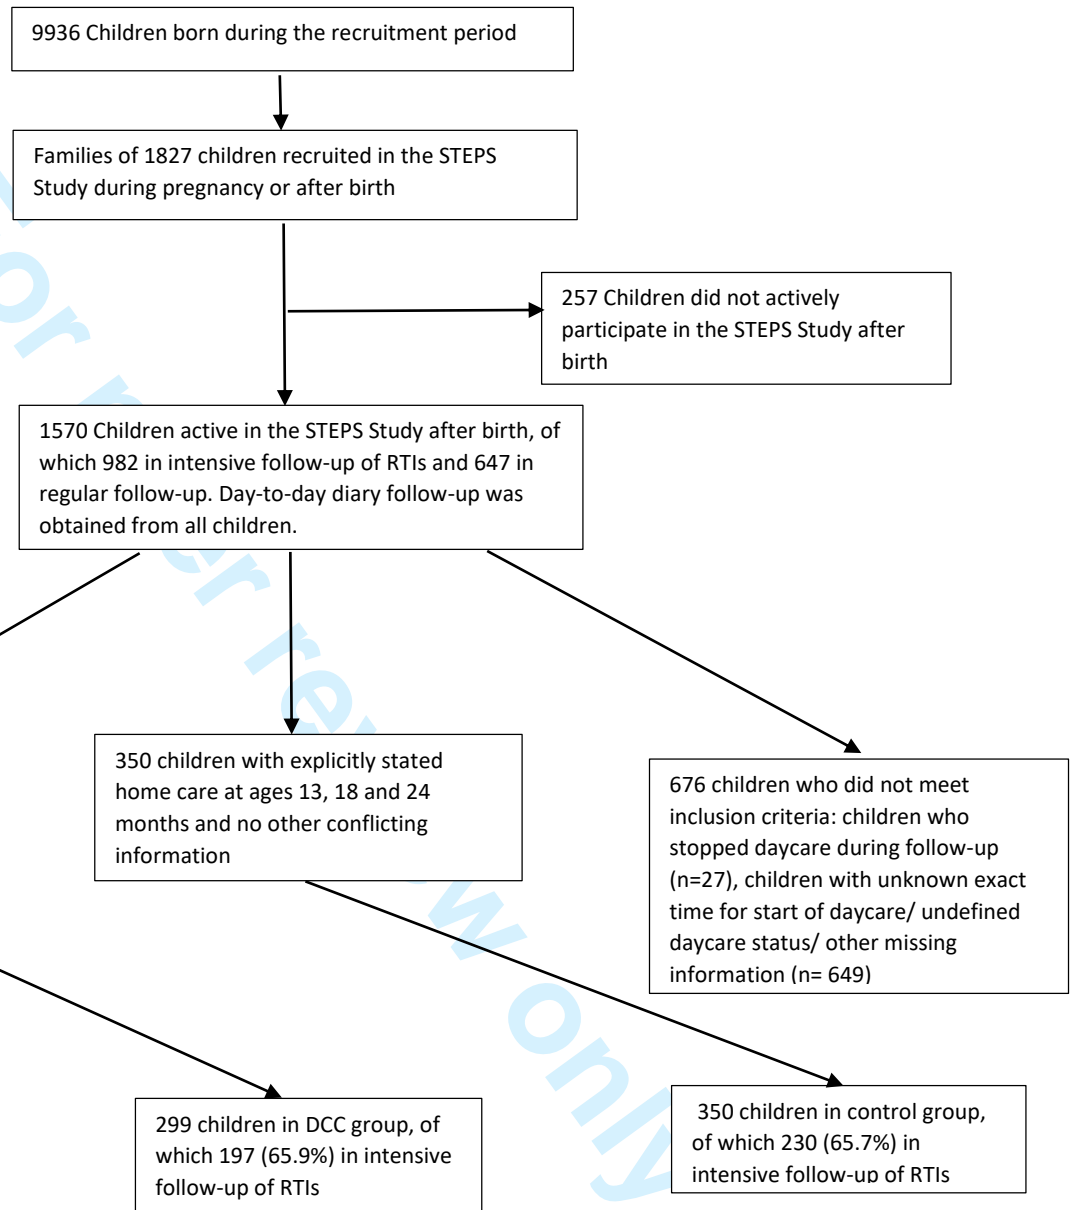 9936 Children born during the recruitment period
Families of 1827 children recruited in the STEPS
Study during pregnancy or after birth
257 Children did not actively
participate in the STEPS Study after
birth
1570 Children active in the STEPS Study after birth, of
which 982 in intensive follow-up of RTIs and 647 in
regular follow-up. Day-to-day diary follow-up was
obtained from all children.
350 children with explicitly stated
home care at ages 13, 18 and 24
months and no other conflicting
information
676 children who did not meet
inclusion criteria: children who
stopped daycare during follow-up
(n=27), children with unknown exact
time for start of daycare/ undefined
daycare status/ other missing
information (n= 649)
299 children in DCC group, of
which 197 (65.9%) in intensive
follow-up of RTIs
350 children in control group,
of which 230 (65.7%) in
intensive follow-up of RTIs
or review only